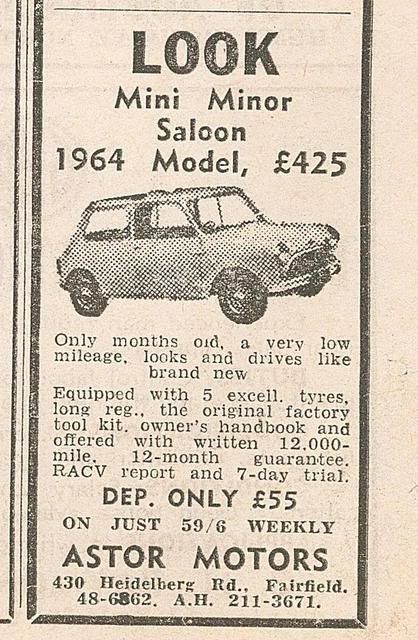 LOOK
Mini Minor
Saloon
1964 Model, £425
Only months old, a very low
mileage, looks and drives like
brand new
Equipped with 5 excell. tyres,
long reg., the original factory
tool kit, owner's handbook and
offered with written 12,000-
mile, 12-month guarantee.
RACV report and 7-day trial.
DEP. ONLY £55
ON JUST 59/6 WEEKLY
ASTOR MOTORS
430 Heidelberg Rd., Fairfield.
48-6862. A.H. 211-3671.